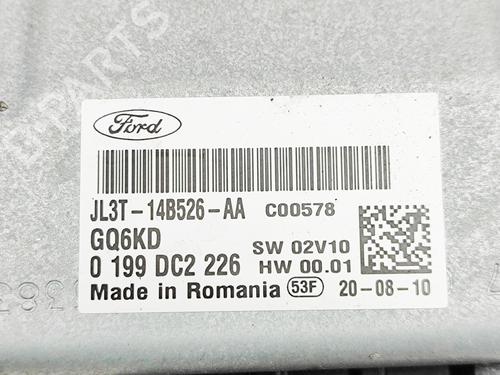 Ford
JL3T-14B526-AA C00578
GQ6KD SW 02V10
0 199 DC2 226 HW 00.01
Made in Romania 53F 20-08-10